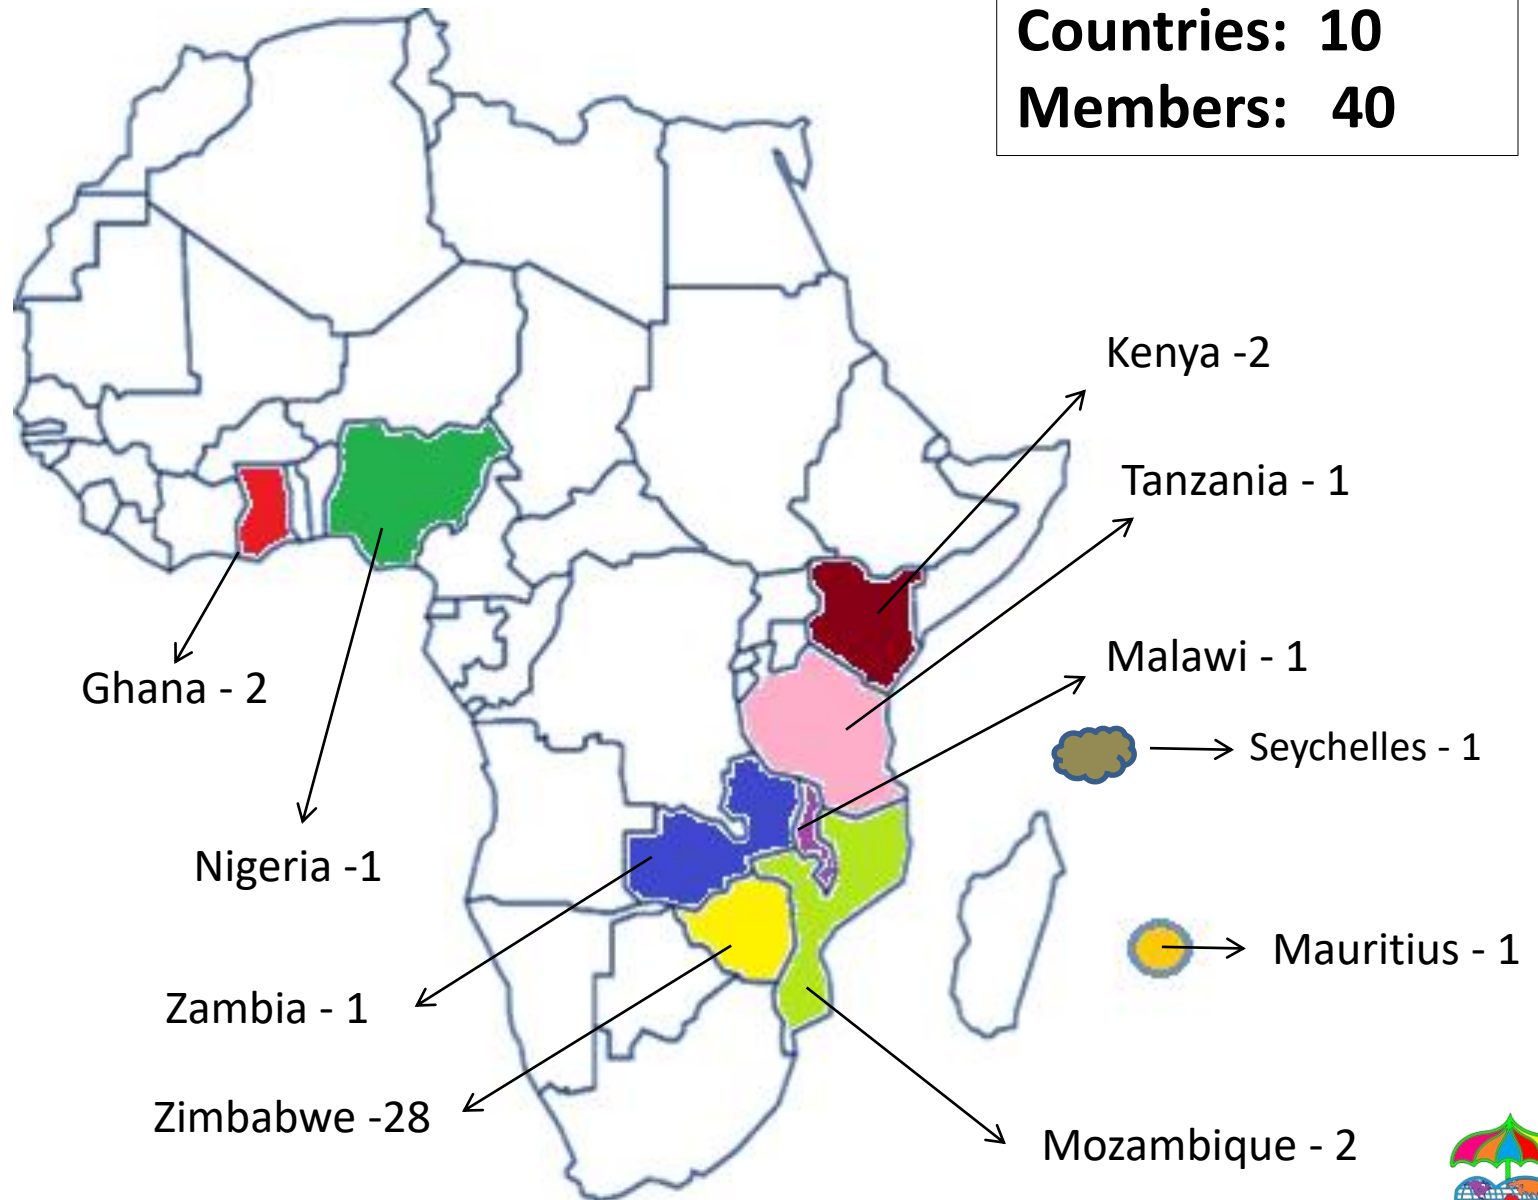 Countries: 10
Members: 40
Kenya -2
Tanzania - 1
Malawi - 1
Ghana - 2
Seychelles - 1
Nigeria -1
Mauritius - 1
Zambia - 1
Zimbabwe -28
Mozambique - 2